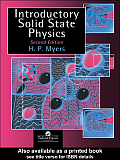 Introductory
Solid State
Physics
Second Edition
H. P. Myers
Also available as a printed book
see title verso for ISBN details